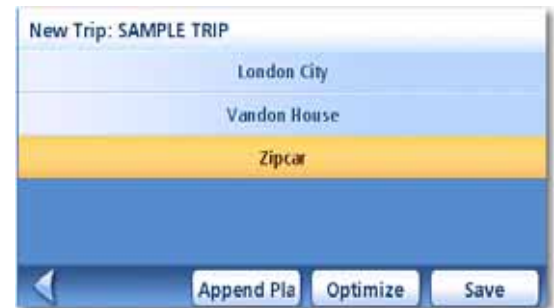 New Trip: SAMPLE TRIP
London City
Vandon House
Zipcar
Append Pla
Optimize
Save